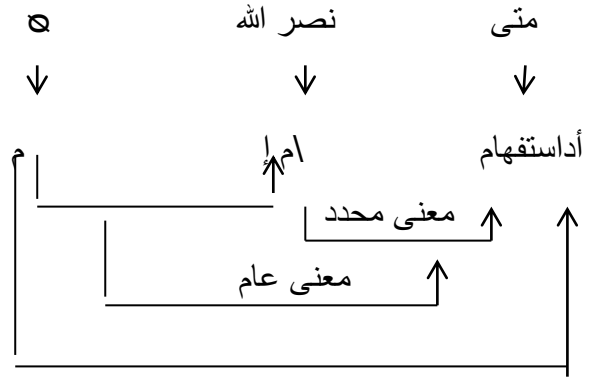 متى نصر الله ∅
أداستفهام \م إ م
معنى محدد
معنى عام